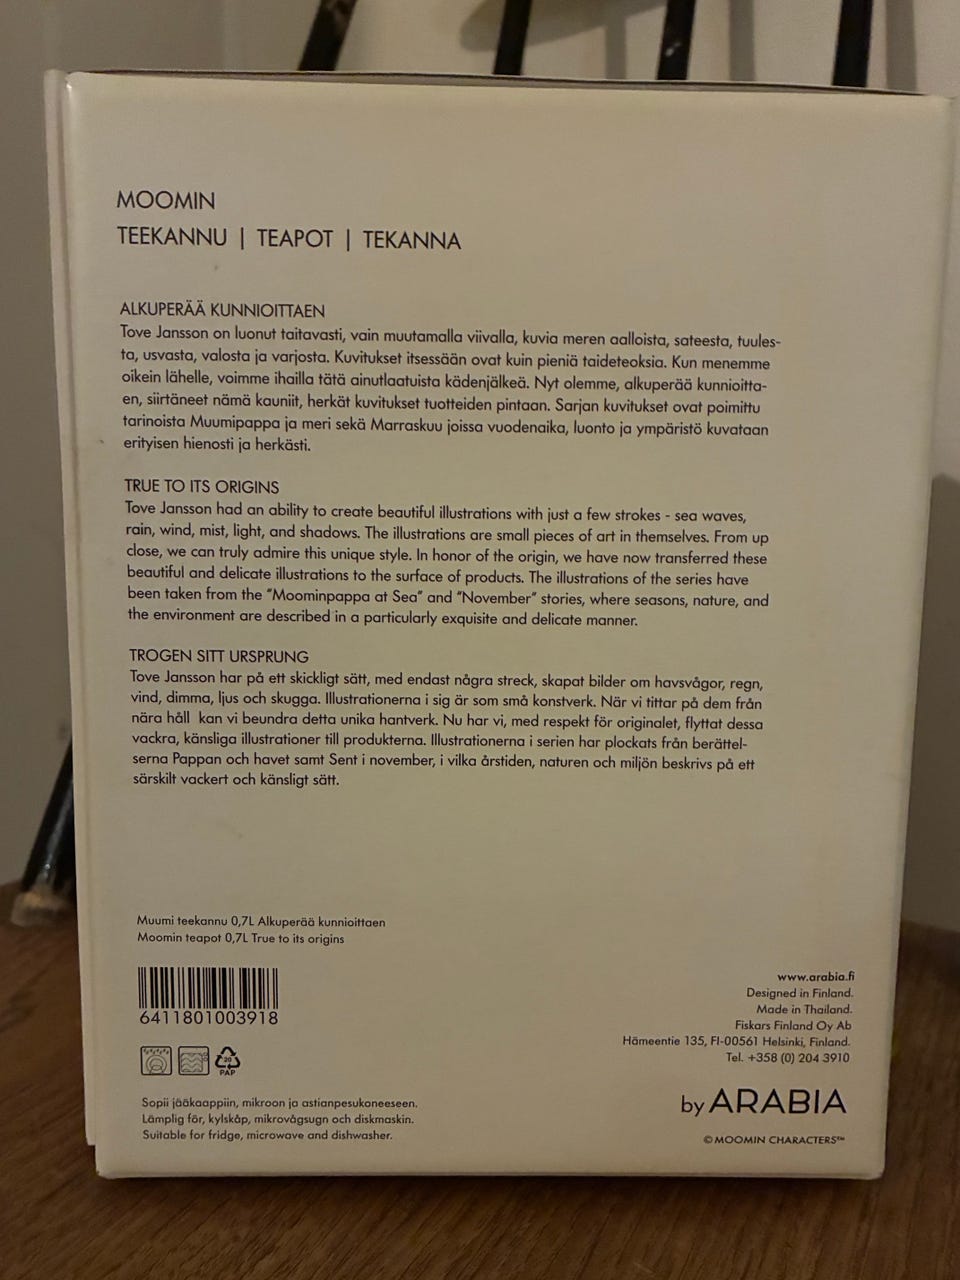 MOOMIN
TEEKANNU | TEAPOT | TEKANNA
ALKUPERÄÄ KUNNIOITTAEN
Tove Jansson on luonut taitavasti, vain muutamalla viivalla, kuvia meren aalloista, sateesta, tuules-
ta, usvasta, valosta ja varjosta. Kuvitukset itsessään ovat kuin pieniä taideteoksia. Kun menemme
oikein lähelle, voimme ihailla tätä ainutlaatuista kädenjälkeä. Nyt olemme, alkuperää kunnioitta-
en, siirtäneet nämä kauniit, herkät kuvitukset tuotteiden pintaan. Sarjan kuvitukset ovat poimittu
tarinoista Muumipappa ja meri sekä Marraskuu joissa vuodenaika, luonto ja ympäristö kuvataan
erityisen hienosti ja herkästi.
TRUE TO ITS ORIGINS
Tove Jansson had an ability to create beautiful illustrations with just a few strokes - sea waves,
rain, wind, mist, light, and shadows. The illustrations are small pieces of art in themselves. From up
close, we can truly admire this unique style. In honor of the origin, we have now transferred these
beautiful and delicate illustrations to the surface of products. The illustrations of the series have
been taken from the "Moominpappa at Sea" and "November" stories, where seasons, nature, and
the environment are described in a particularly exquisite and delicate manner.
TROGEN SITT URSPRUNG
Tove Jansson har på ett skickligt sätt, med endast några streck, skapat bilder om havsvågor, regn,
vind, dimma, ljus och skugga. Illustrationerna i sig är som små konstverk. När vi tittar på dem från
nära håll kan vi beundra detta unika hantverk. Nu har vi, med respekt för originalet, flyttat dessa
vackra, känsliga illustrationer till produkterna. Illustrationerna i serien har plockats från berättel-
serna Pappan och havet samt Sent i november, i vilka årstiden, naturen och miljön beskrivs på ett
särskilt vackert och känsligt sätt.
Muumi teekannu 0,7L Alkuperää kunnioittaen
Moomin teapot 0,7L True to its origins
6411801003918
20
PAP
Sopii jääkaappiin, mikroon ja astianpesukoneeseen.
Lämplig för, kylskåp, mikrovågsugn och diskmaskin.
Suitable for fridge, microwave and dishwasher.
www.arabia.fi
Designed in Finland.
Made in Thailand.
Fiskars Finland Oy Ab
Hämeentie 135, FI-00561 Helsinki, Finland.
Tel. +358 (0) 204 3910
by ARABIA
© MOOMIN CHARACTERS™